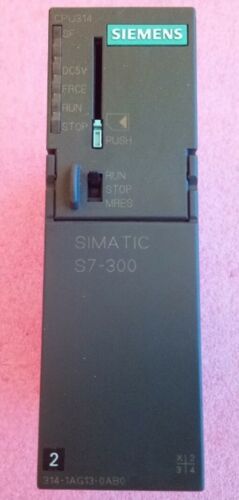 CPU314
SIEMENS
SF
DC5V
FRCE
RUN
STOP
PUSH
RUN
STOP
MRES
SIMATIC
S7-300
2
X 2
3 4
314-1AG13-0AB0